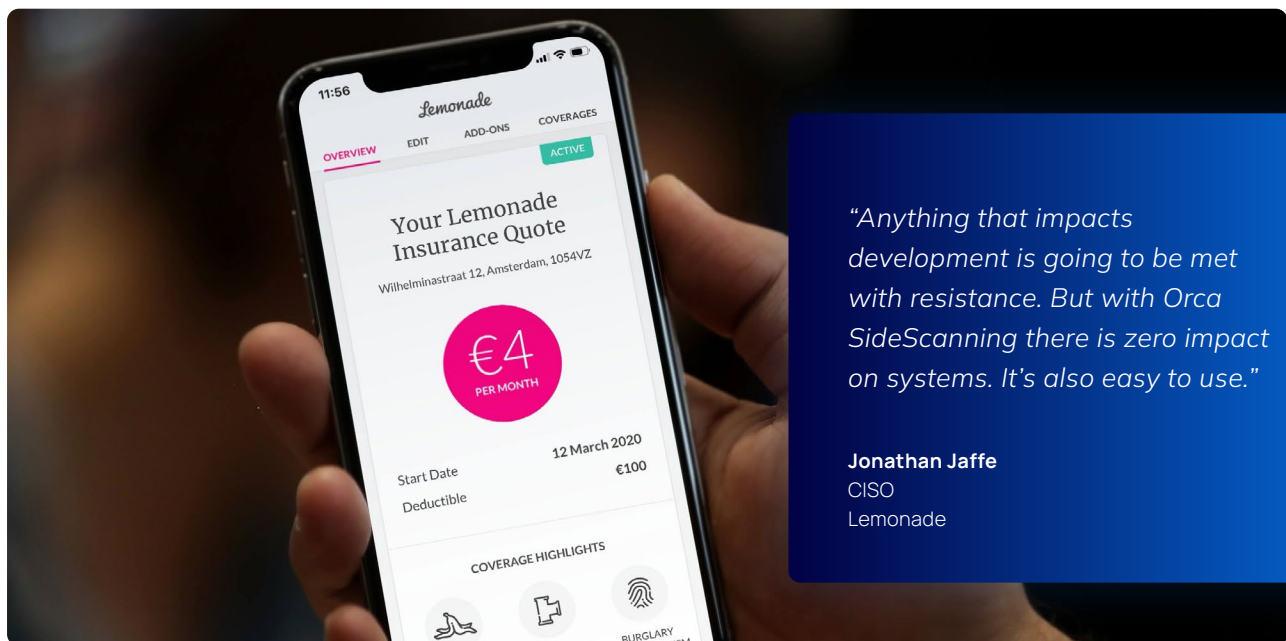 11:56
Lemonade
OVERVIEW EDIT ADD-ONS COVERAGES
ACTIVE
Your Lemonade
Insurance Quote
Wilhelminastraat 12, Amsterdam, 1054VZ
€4
PER MONTH
Start Date 12 March 2020
Deductible €100
COVERAGE HIGHLIGHTS
BURGLARY
“Anything that impacts
development is going to be met
with resistance. But with Orca
SideScanning there is zero impact
on systems. It’s also easy to use.”
Jonathan Jaffe
CISO
Lemonade